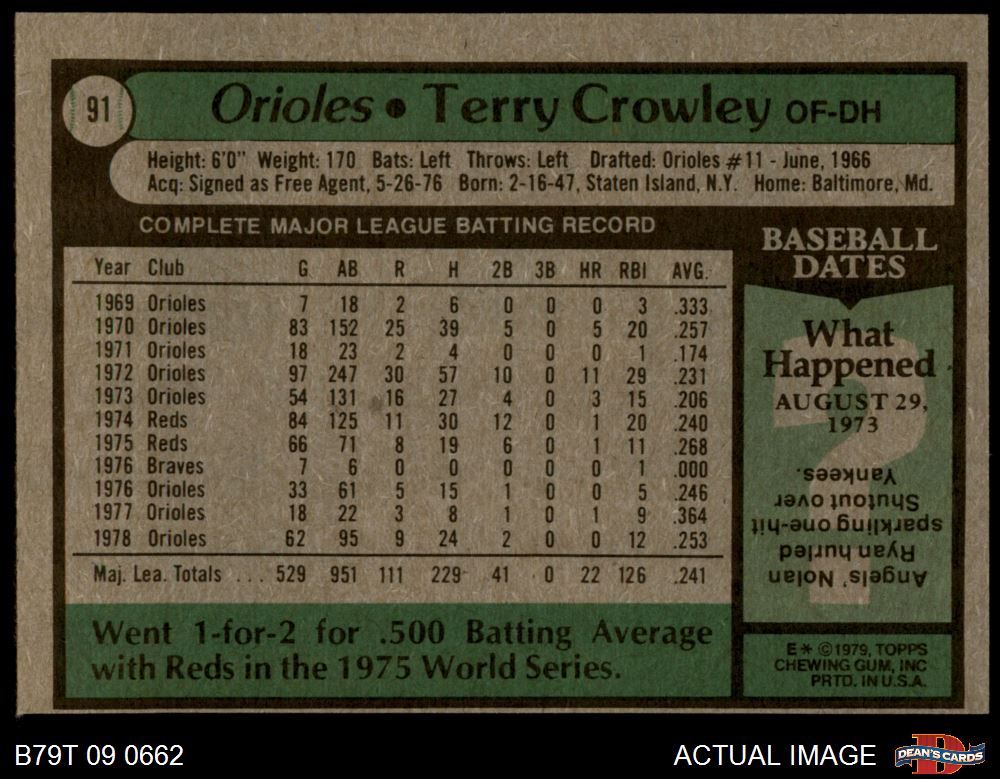 91
Orioles • Terry Crowley OF-DH
Height: 6'0" Weight: 170 Bats: Left Throws: Left Drafted: Orioles #11 - June, 1966
Acq: Signed as Free Agent, 5-26-76 Born: 2-16-47, Staten Island, N.Y. Home: Baltimore, Md.
COMPLETE MAJOR LEAGUE BATTING RECORD
Year Club G AB R H 2B 3B HR RBI AVG.
1969 Orioles 7 18 2 6 0 0 0 3 .333
1970 Orioles 83 152 25 39 5 0 5 20 .257
1971 Orioles 18 23 2 4 0 0 0 1 .174
1972 Orioles 97 247 30 57 10 0 11 29 .231
1973 Orioles 54 131 16 27 4 0 3 15 .206
1974 Reds 84 125 11 30 12 0 1 20 .240
1975 Reds 66 71 8 19 6 0 1 11 .268
1976 Braves 7 6 0 0 0 0 0 1 .000
1976 Orioles 33 61 5 15 1 0 0 5 .246
1977 Orioles 18 22 3 8 1 0 1 9 .364
1978 Orioles 62 95 9 24 2 0 0 12 .253
Maj. Lea. Totals ... 529 951 111 229 41 0 22 126 .241
Went 1-for-2 for .500 Batting Average
with Reds in the 1975 World Series.
BASEBALL
DATES
What
Happened
AUGUST 29,
1973
?
Angels' Nolan
Ryan hurled
sparkling one-hit
Shutout over
Yankees.
E* ©1979, TOPPS
CHEWING GUM, INC
PRTD. IN U.S.A.
B79T 09 0662
ACTUAL IMAGE
D
DEAN'S CARDS